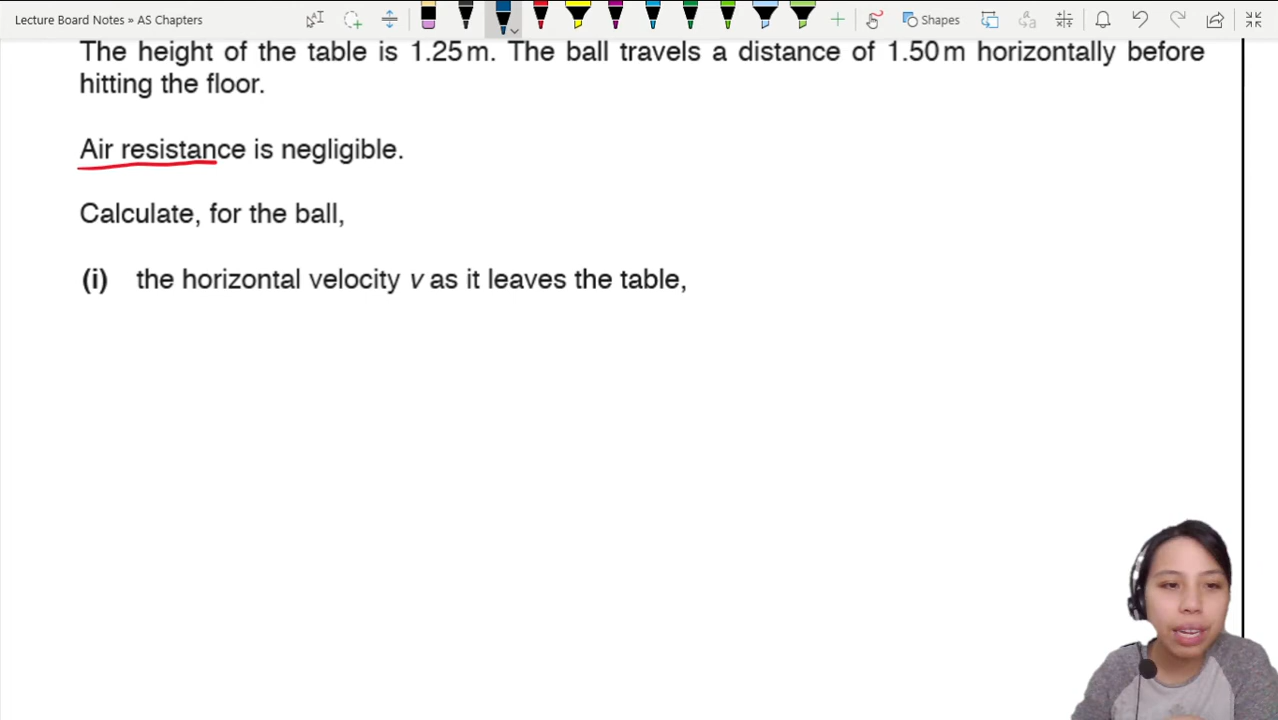 Lecture Board Notes » AS Chapters
Shapes
The height of the table is 1.25 m. The ball travels a distance of 1.50 m horizontally before
hitting the floor.
Air resistance is negligible.
Calculate, for the ball,
(i) the horizontal velocity v as it leaves the table,